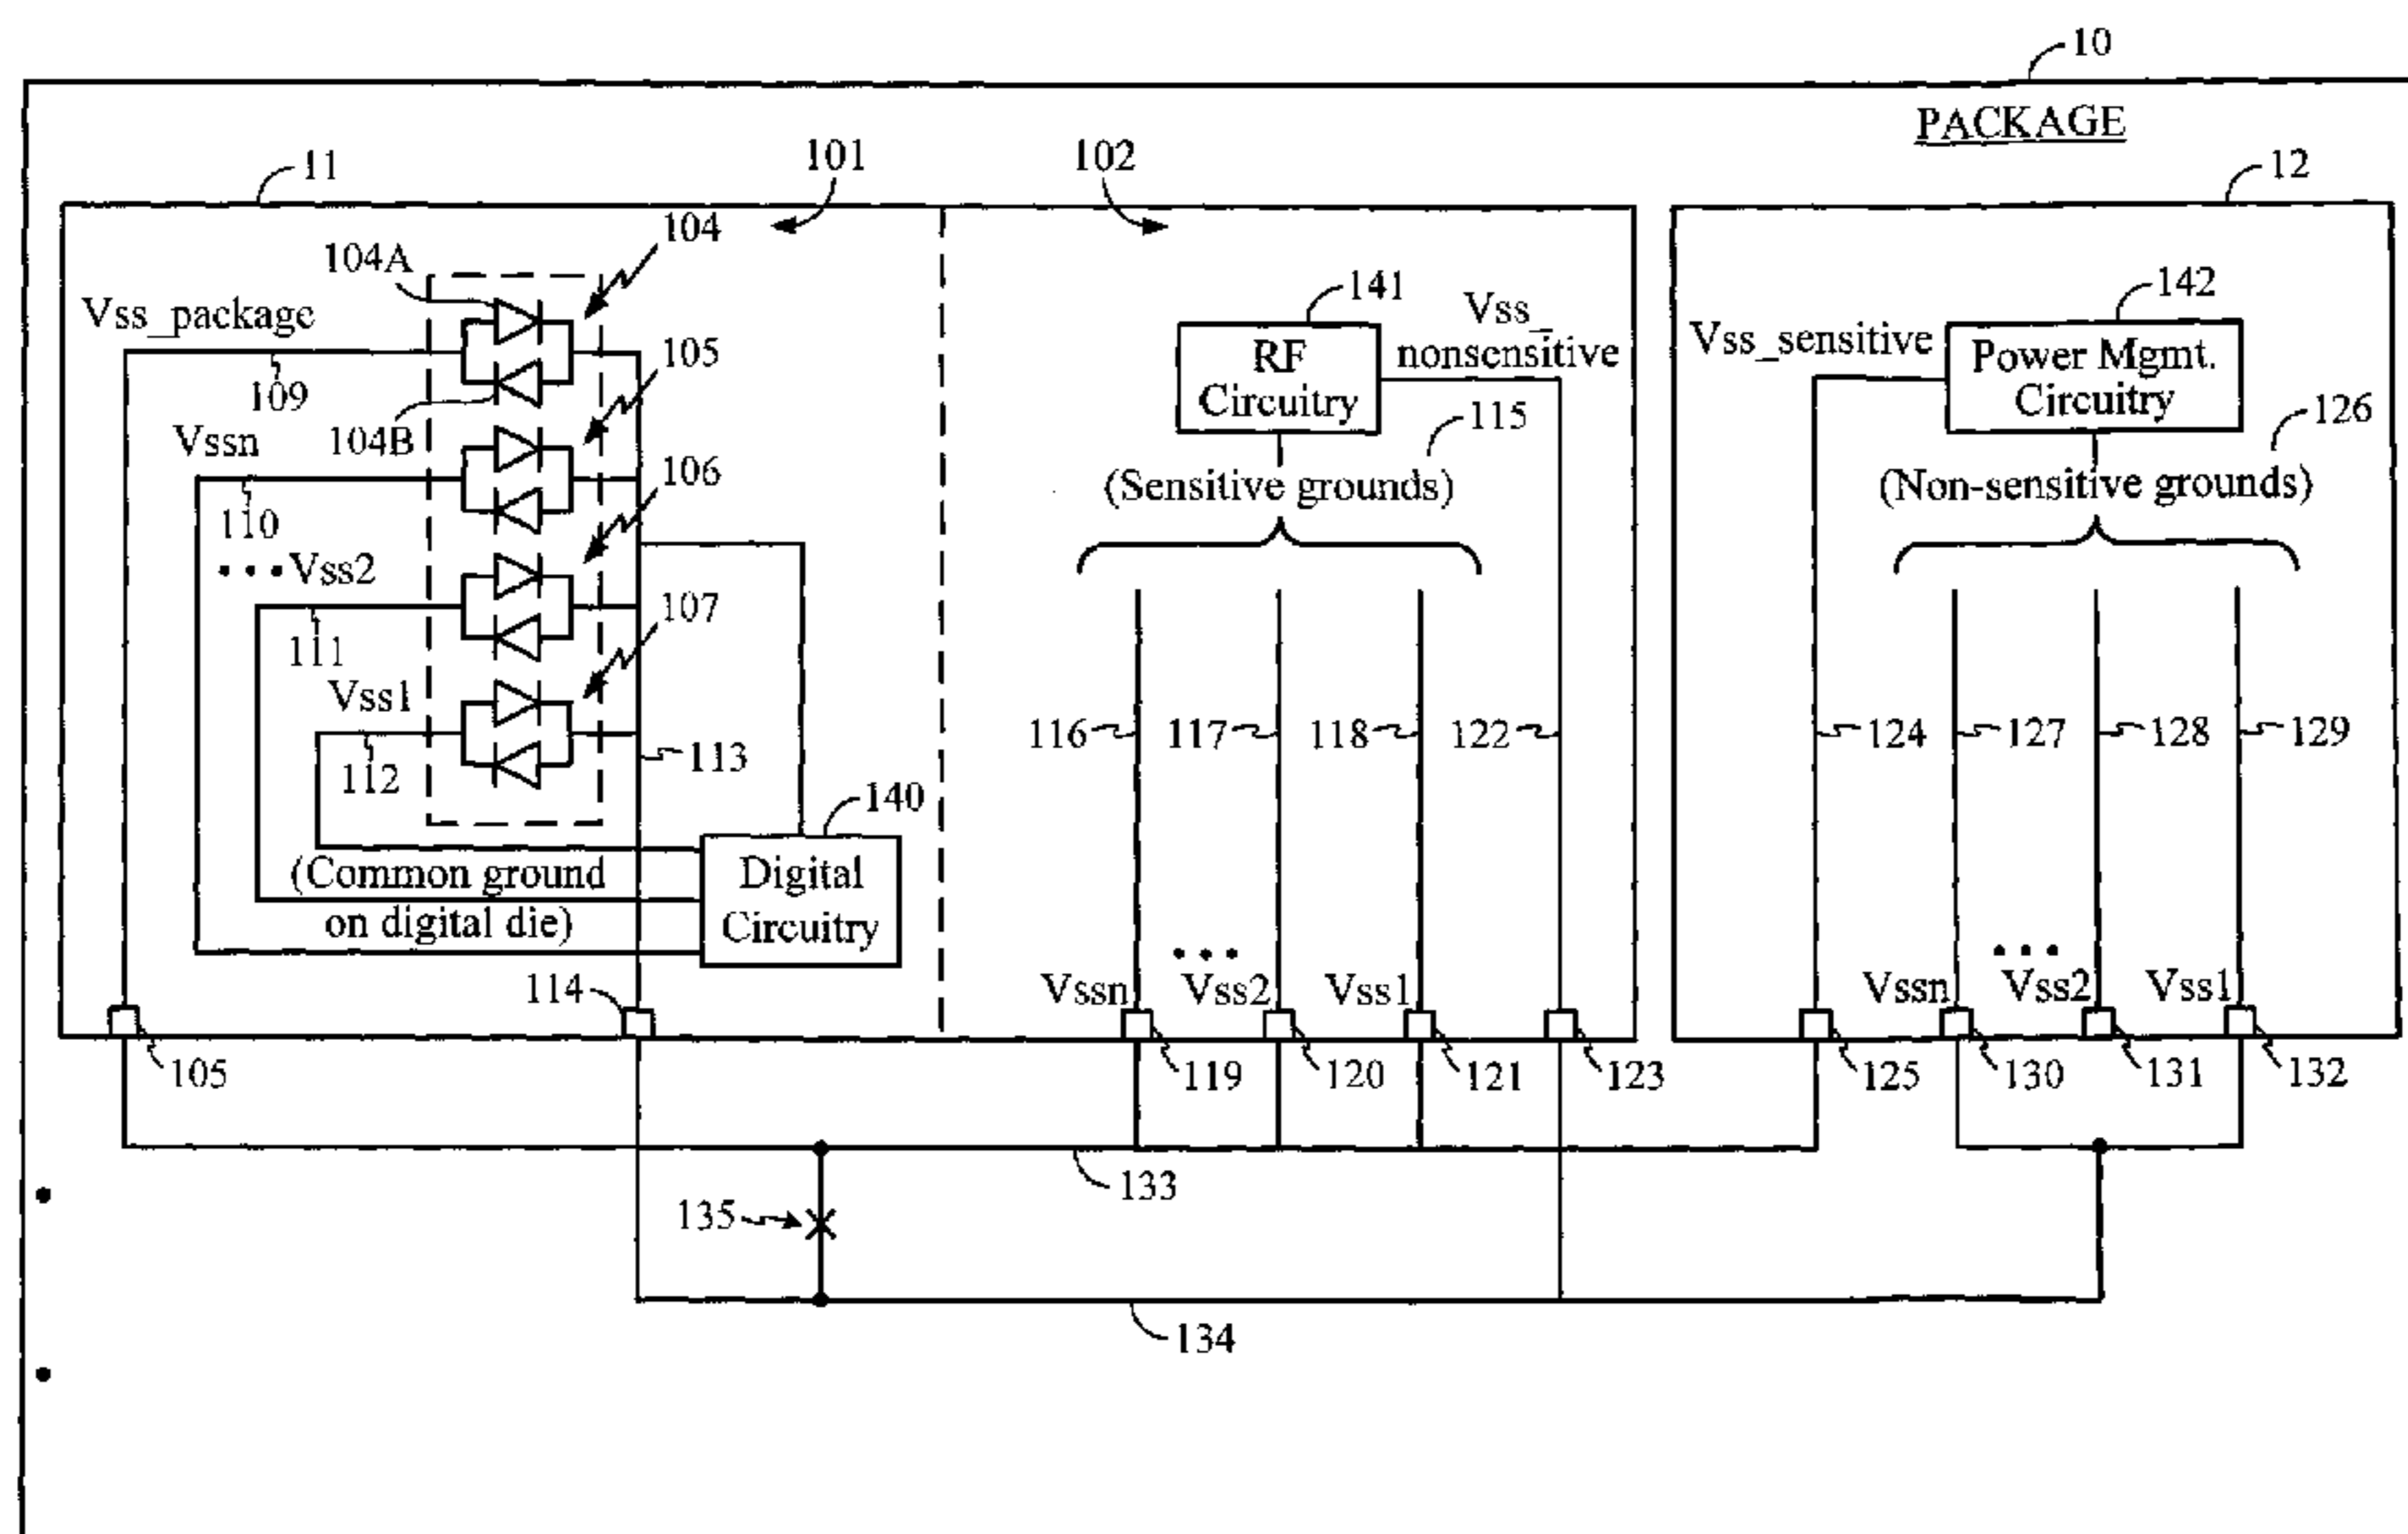 10
PACKAGE
11
101
102
12
104
104A
Vss_package
109
105
104B
Vssn
110
106
Vss2
111
107
Vss1
112
113
140
(Common ground
on digital die)
Digital
Circuitry
114
105
141
RF
Circuitry
Vss_
nonsensitive
115
(Sensitive grounds)
116
117
118
122
Vssn
Vss2
Vss1
119
120
121
123
142
Vss_sensitive
Power Mgmt.
Circuitry
126
(Non-sensitive grounds)
124
127
128
129
Vssn
Vss2
Vss1
125
130
131
132
133
135
134